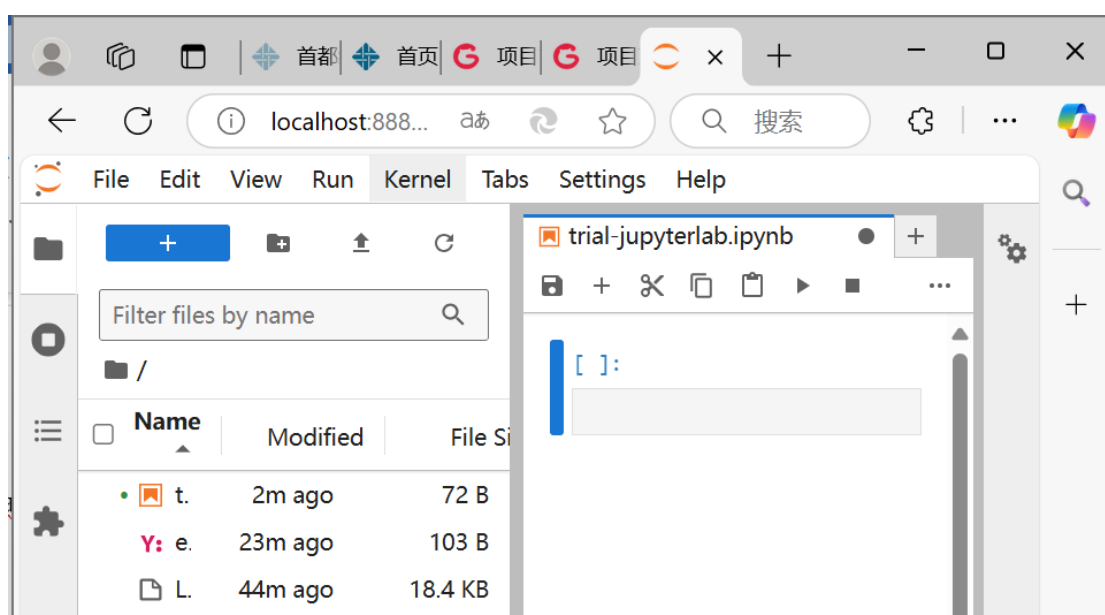 首都 首页 G 项目 G 项目
localhost:888... aあ 搜索
File Edit View Run Kernel Tabs Settings Help
trial-jupyterlab.ipynb
Filter files by name
/
[ ]:
Name Modified File Si
t. 2m ago 72 B
Y: e. 23m ago 103 B
L. 44m ago 18.4 KB